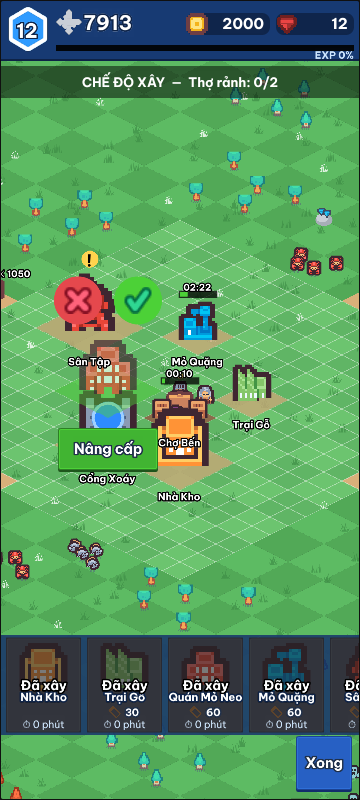 12
7913
2000
12
EXP 0%
CHẾ ĐỘ XÂY — Thợ rảnh: 0/2
!
1050
02:22
Sân Tập
Mỏ Quặng
00:10
Trại Gỗ
Chợ Bến
Nâng cấp
Cổng Xoáy
Nhà Kho
Đã xây
Nhà Kho
0 phút
Đã xây
Trại Gỗ
30
0 phút
Đã xây
Quán Mỏ Neo
60
0 phút
Đã xây
Mỏ Quặng
60
0 phút
Xong